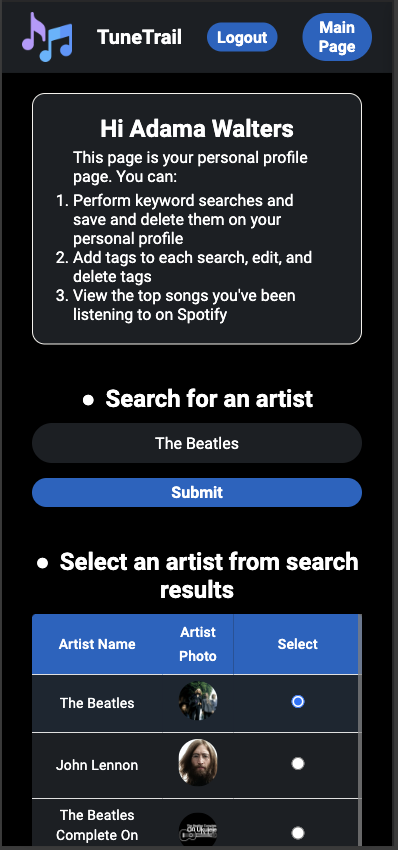 TuneTrail
Logout
Main
Page
Hi Adama Walters
This page is your personal profile
page. You can:
1. Perform keyword searches and
save and delete them on your
personal profile
2. Add tags to each search, edit, and
delete tags
3. View the top songs you've been
listening to on Spotify
• Search for an artist
The Beatles
Submit
• Select an artist from search
results
Artist Name
Artist
Photo
Select
The Beatles
John Lennon
The Beatles
Complete On